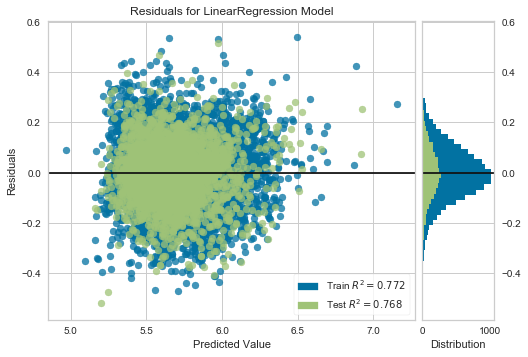 Residuals for LinearRegression Model
0.6
0.4
0.2
0.0
−0.2
−0.4
Residuals
5.0 5.5 6.0 6.5 7.0
Predicted Value
Train R² = 0.772
Test R² = 0.768
0.6
0.4
0.2
0.0
−0.2
−0.4
0 1000
Distribution